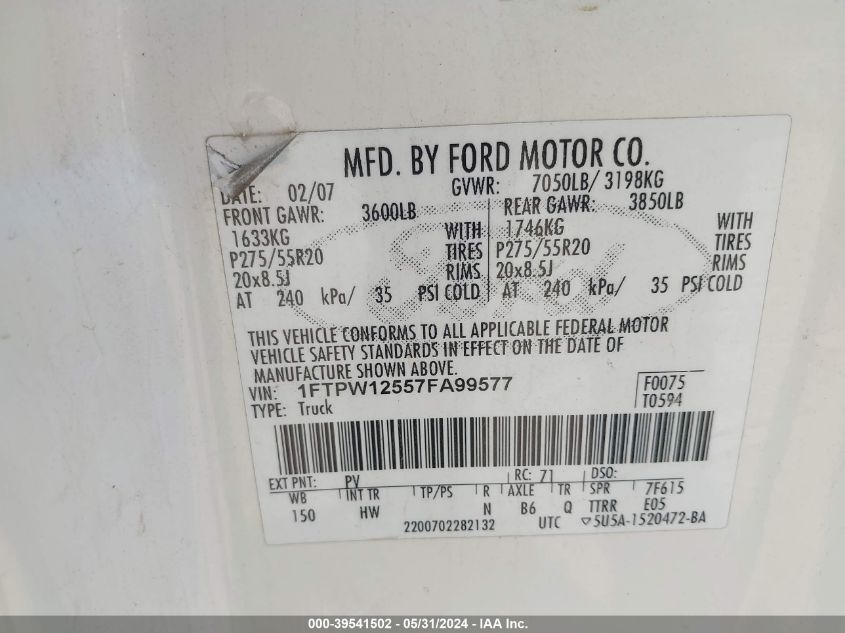 MFD. BY FORD MOTOR CO.
DATE: 02/07 GVWR: 7050LB/ 3198KG
FRONT GAWR: 3600LB REAR GAWR: 3850LB
1633KG WITH 1746KG WITH
P275/55R20 TIRES P275/55R20 TIRES
20x8.5J RIMS 20x8.5J RIMS
AT 240 kPa/ 35 PSI COLD AT 240 kPa/ 35 PSI COLD
THIS VEHICLE CONFORMS TO ALL APPLICABLE FEDERAL MOTOR
VEHICLE SAFETY STANDARDS IN EFFECT ON THE DATE OF
MANUFACTURE SHOWN ABOVE.
VIN: 1FTPW12557FA99577 F0075
TYPE: Truck T0594
EXT PNT: PV RC: 71 DSO:
WB INT TR TP/PS R AXLE TR SPR 7F615
150 HW N B6 Q TTRR E05
2200702282132 UTC ▽5U5A-1520472-BA
000-39541502 - 05/31/2024 - IAA Inc.